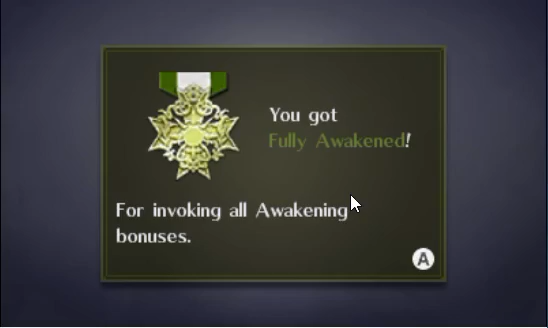 You got
Fully Awakened!
For invoking all Awakening
bonuses.
A